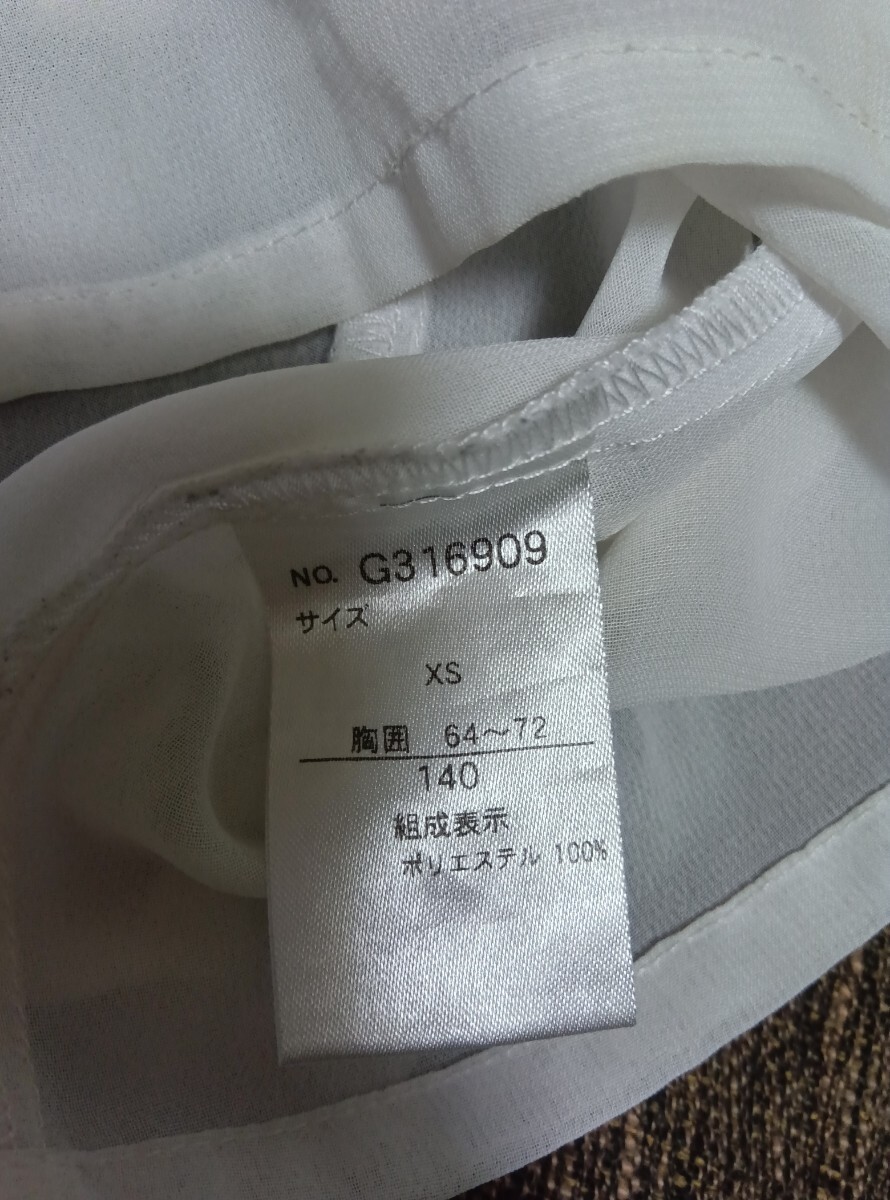 NO. G316909
サイズ
XS
胸囲 64～72
140
組成表示
ポリエステル 100%